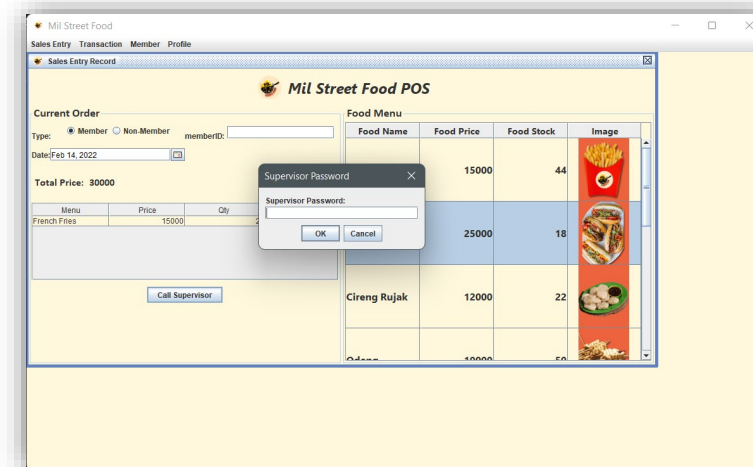 Mil Street Food
Sales Entry Transaction Member Profile
Sales Entry Record
Mil Street Food POS
Current Order
Type: Member Non-Member memberID:
Date: Feb 14, 2022
Total Price: 30000
Menu Price Qty
French Fries 15000 2
Call Supervisor
Food Menu
Food Name Food Price Food Stock Image
15000 44
25000 18
Cireng Rujak 12000 22
Supervisor Password
Supervisor Password:
OK Cancel